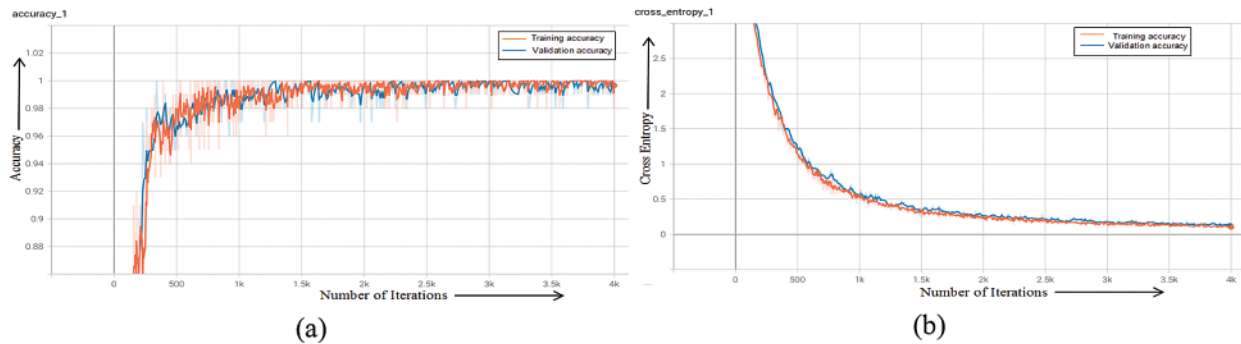 accuracy_1
Training accuracy
Validation accuracy
1.02
1
0.98
0.96
0.94
0.92
0.9
0.88
Accuracy
0 500 1k 1.5k 2k 2.5k 3k 3.5k 4k
Number of Iterations
(a)
cross_entropy_1
Training accuracy
Validation accuracy
2.5
2
1.5
1
0.5
0
Cross Entropy
0 500 1k 1.5k 2k 2.5k 3k 3.5k 4k
Number of Iterations
(b)